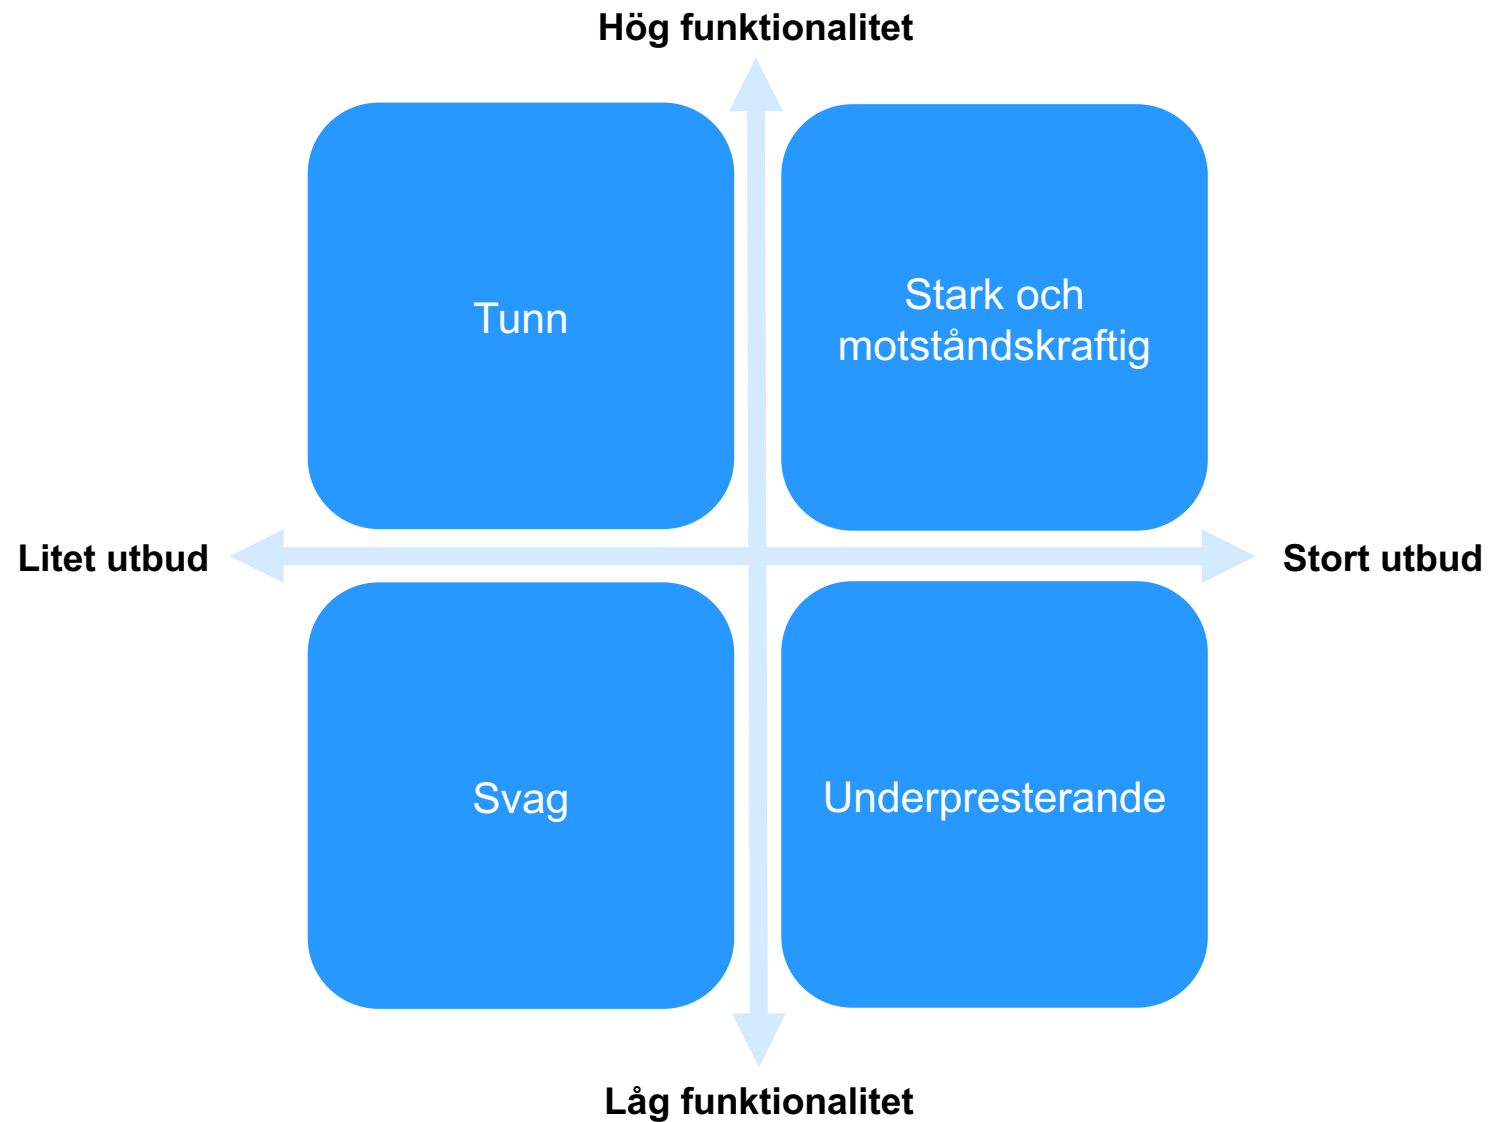 Hög funktionalitet
Tunn
Stark och
motståndskraftig
Litet utbud
Stort utbud
Svag
Underpresterande
Låg funktionalitet